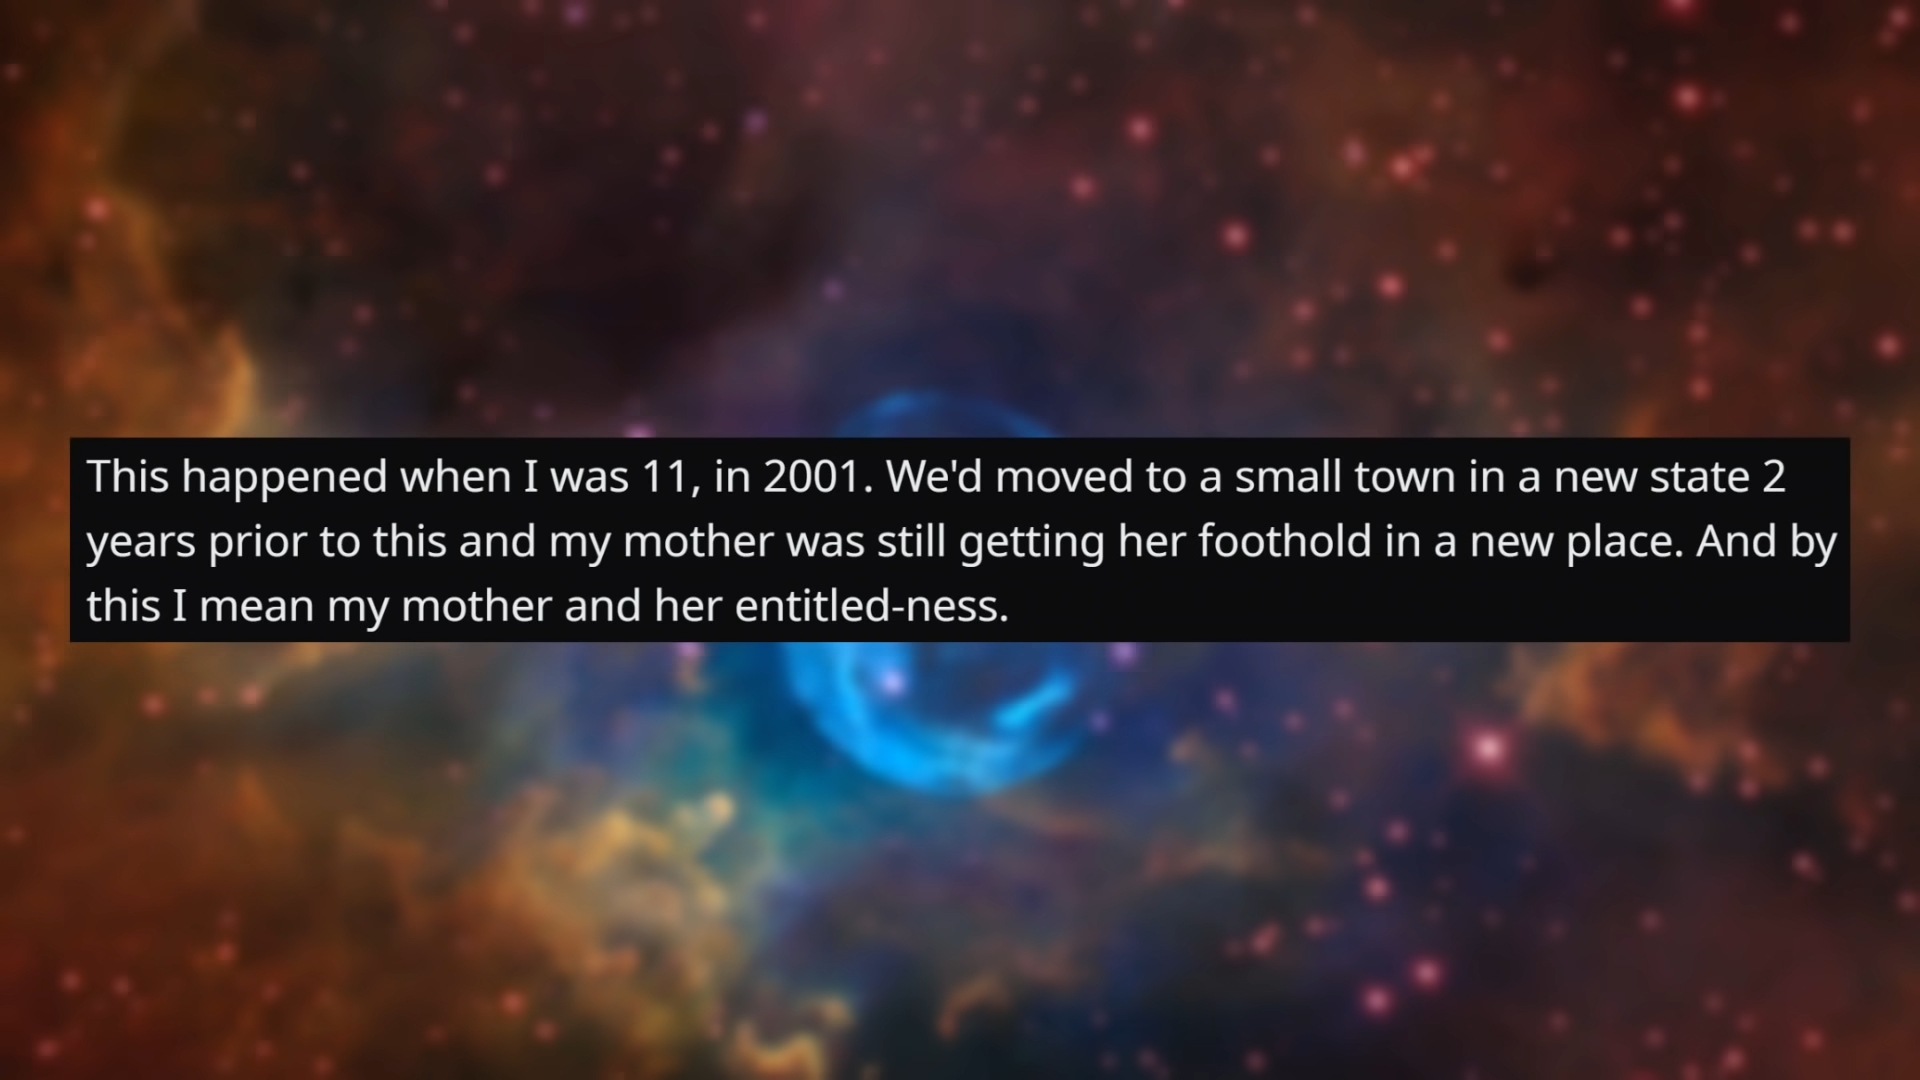 This happened when I was 11, in 2001. We'd moved to a small town in a new state 2
years prior to this and my mother was still getting her foothold in a new place. And by
this I mean my mother and her entitled-ness.